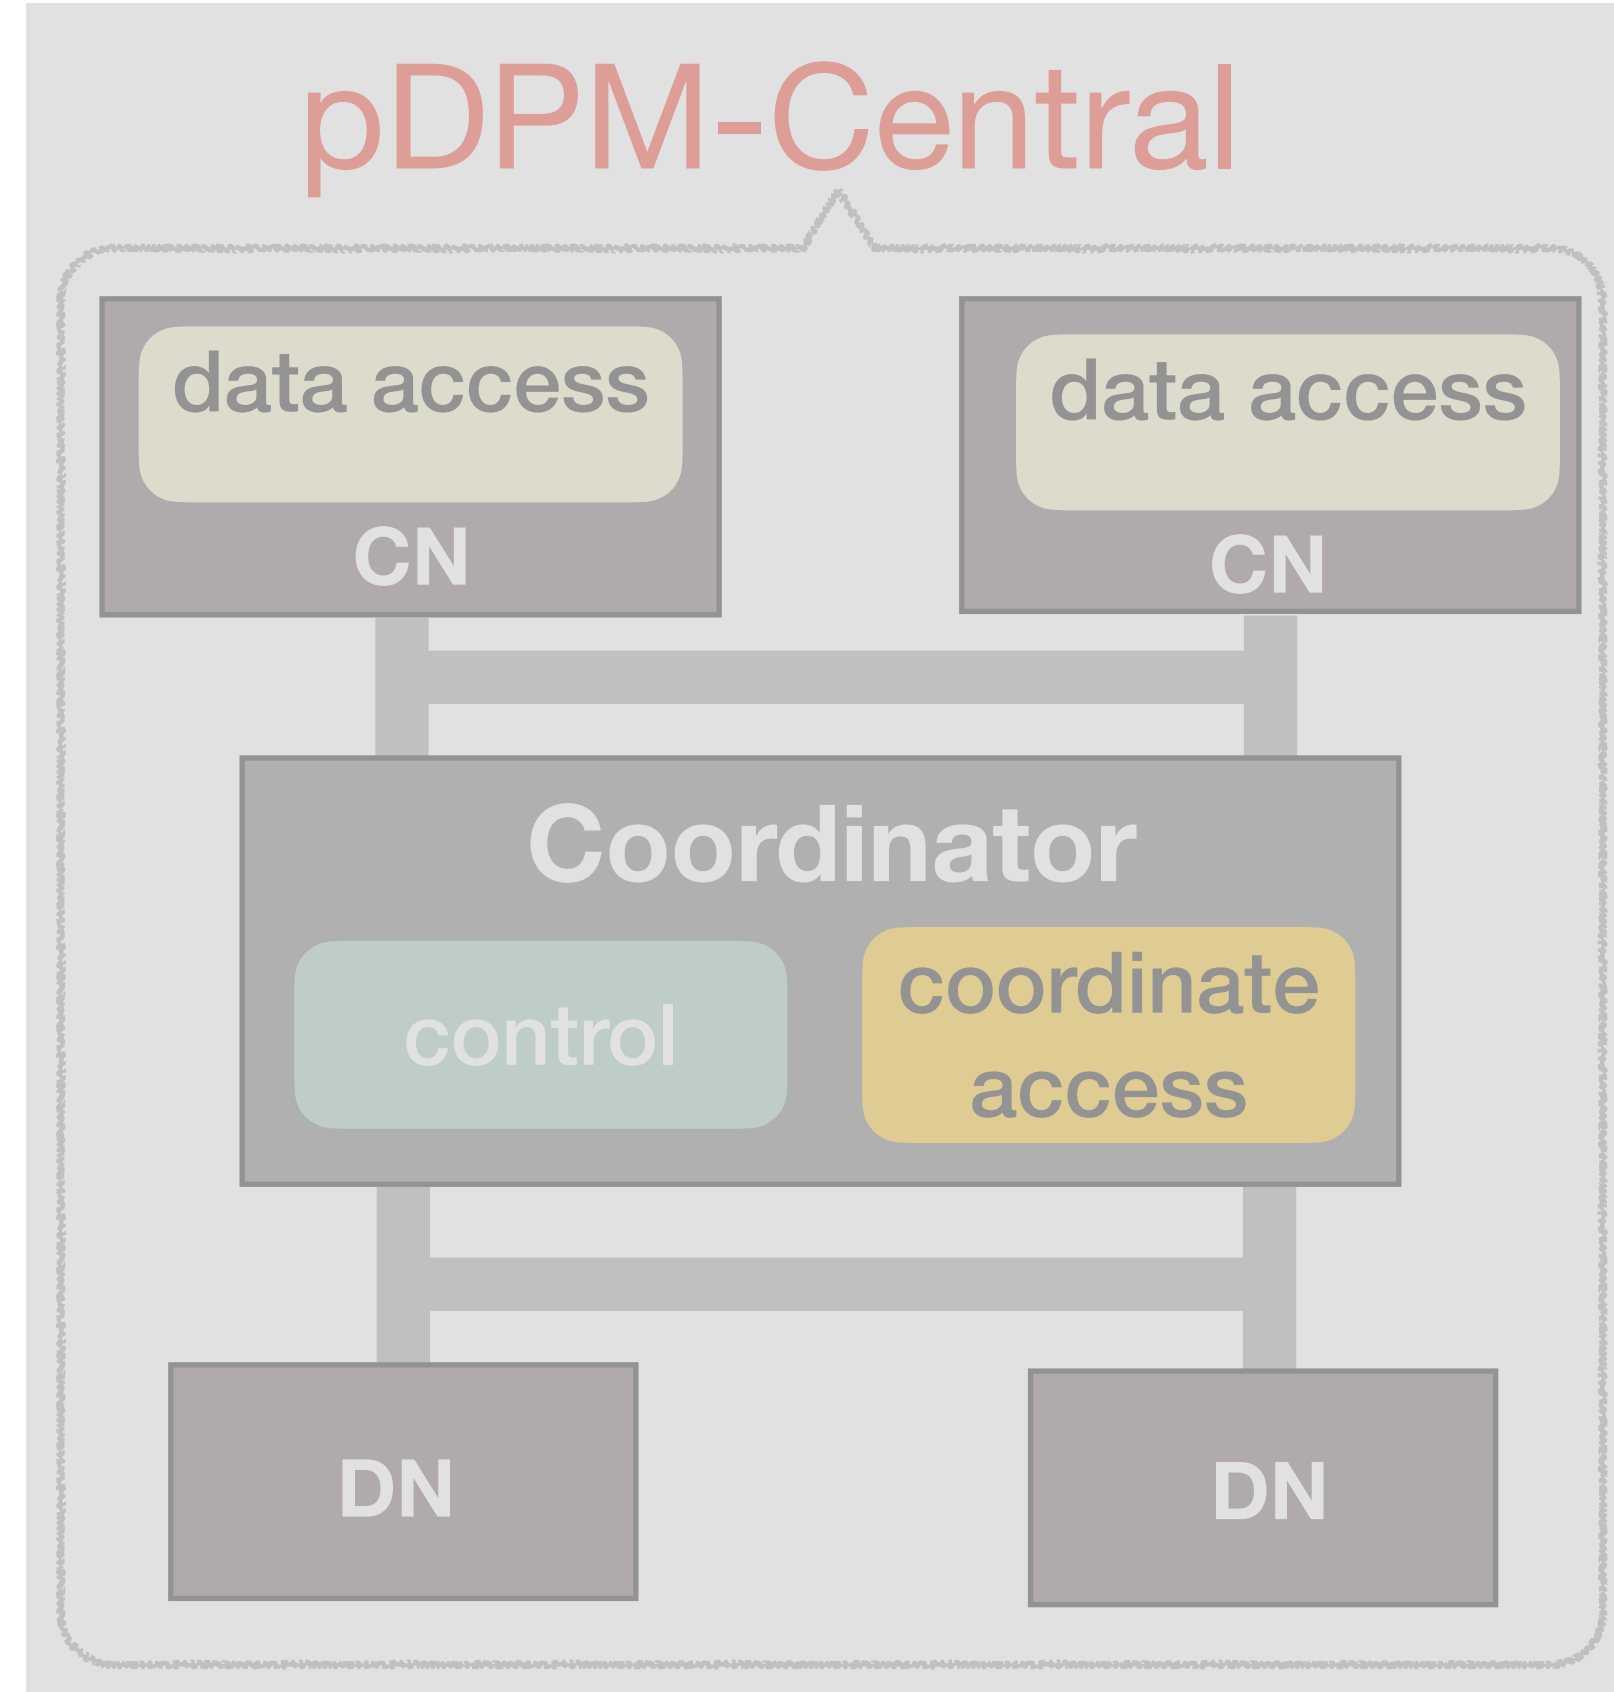 pDPM-Central
data access
data access
CN
CN
Coordinator
control
coordinate
access
DN
DN